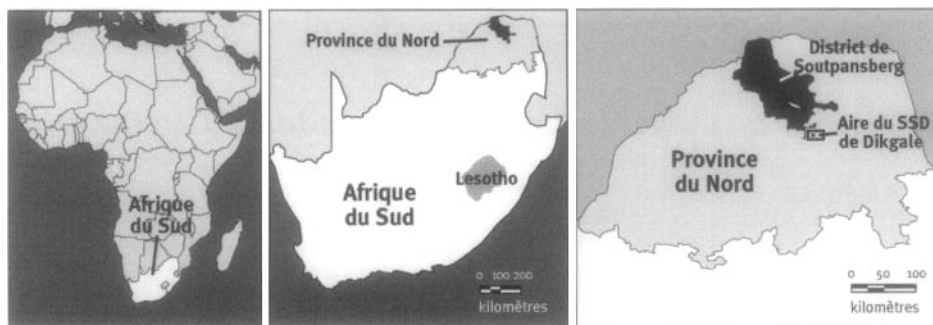 Afrique
du Sud
Province du Nord
Lesotho
Afrique
du Sud
0 100 200
kilomètres
District de
Soutpansberg
Aire du SSD
de Dikgale
Province
du Nord
0 50 100
kilomètres